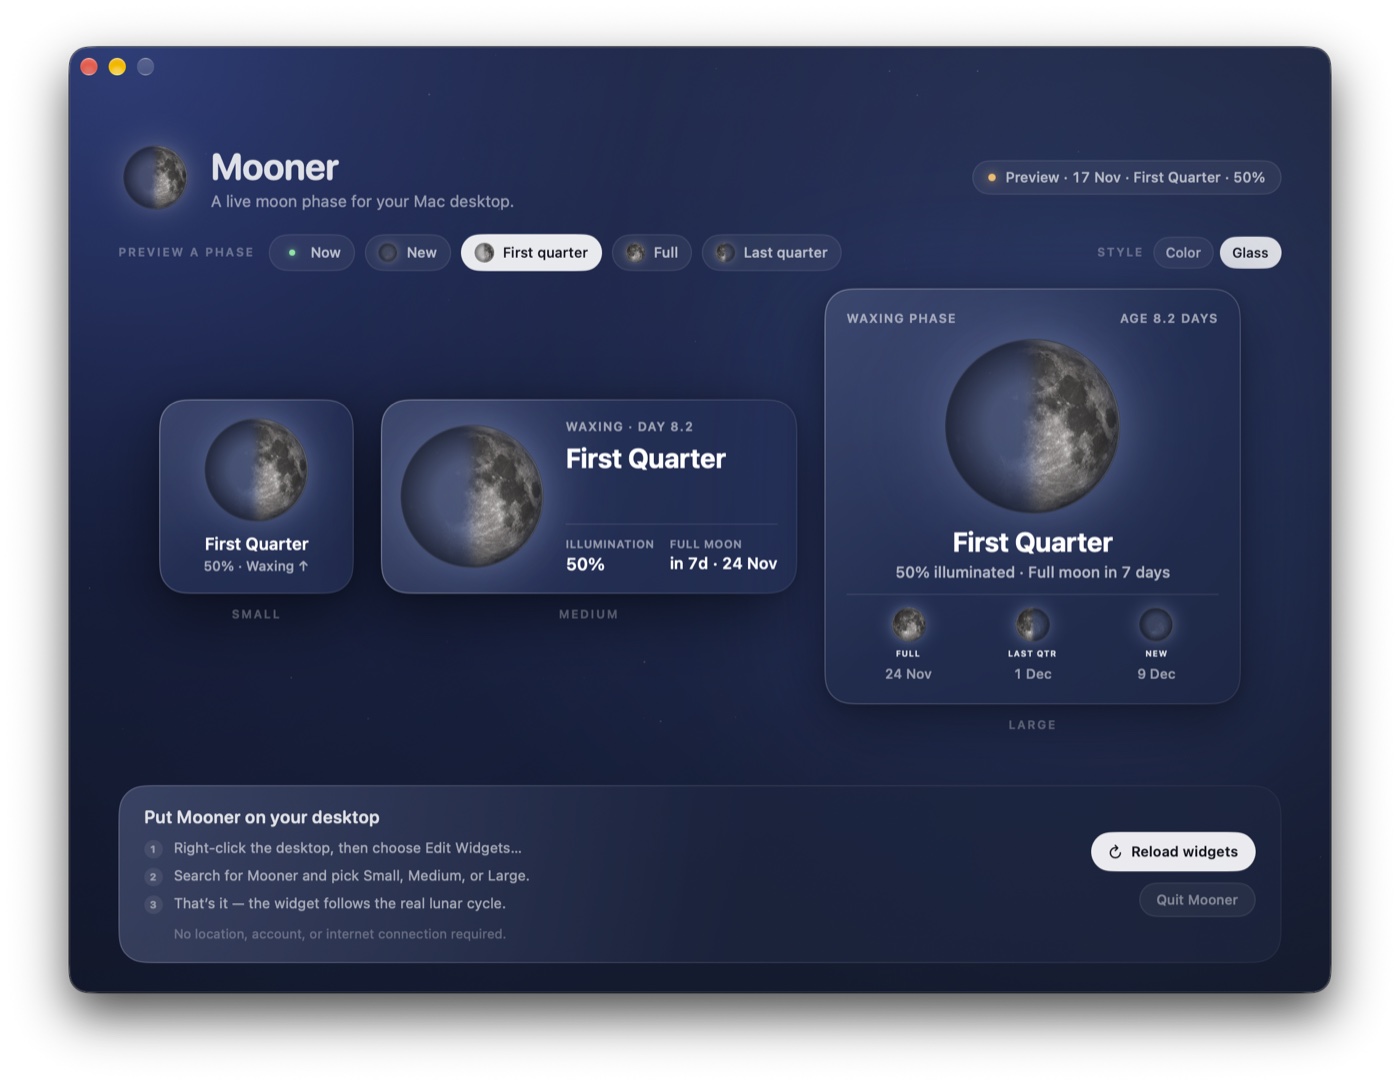 Mooner
A live moon phase for your Mac desktop.
Preview · 17 Nov · First Quarter · 50%
PREVIEW A PHASE
Now
New
First quarter
Full
Last quarter
STYLE
Color
Glass
First Quarter
50% · Waxing ↑
SMALL
WAXING · DAY 8.2
First Quarter
ILLUMINATION
50%
FULL MOON
in 7d · 24 Nov
MEDIUM
WAXING PHASE
AGE 8.2 DAYS
First Quarter
50% illuminated · Full moon in 7 days
FULL
24 Nov
LAST QTR
1 Dec
NEW
9 Dec
LARGE
Put Mooner on your desktop
1 Right-click the desktop, then choose Edit Widgets...
2 Search for Mooner and pick Small, Medium, or Large.
3 That's it — the widget follows the real lunar cycle.
No location, account, or internet connection required.
Reload widgets
Quit Mooner